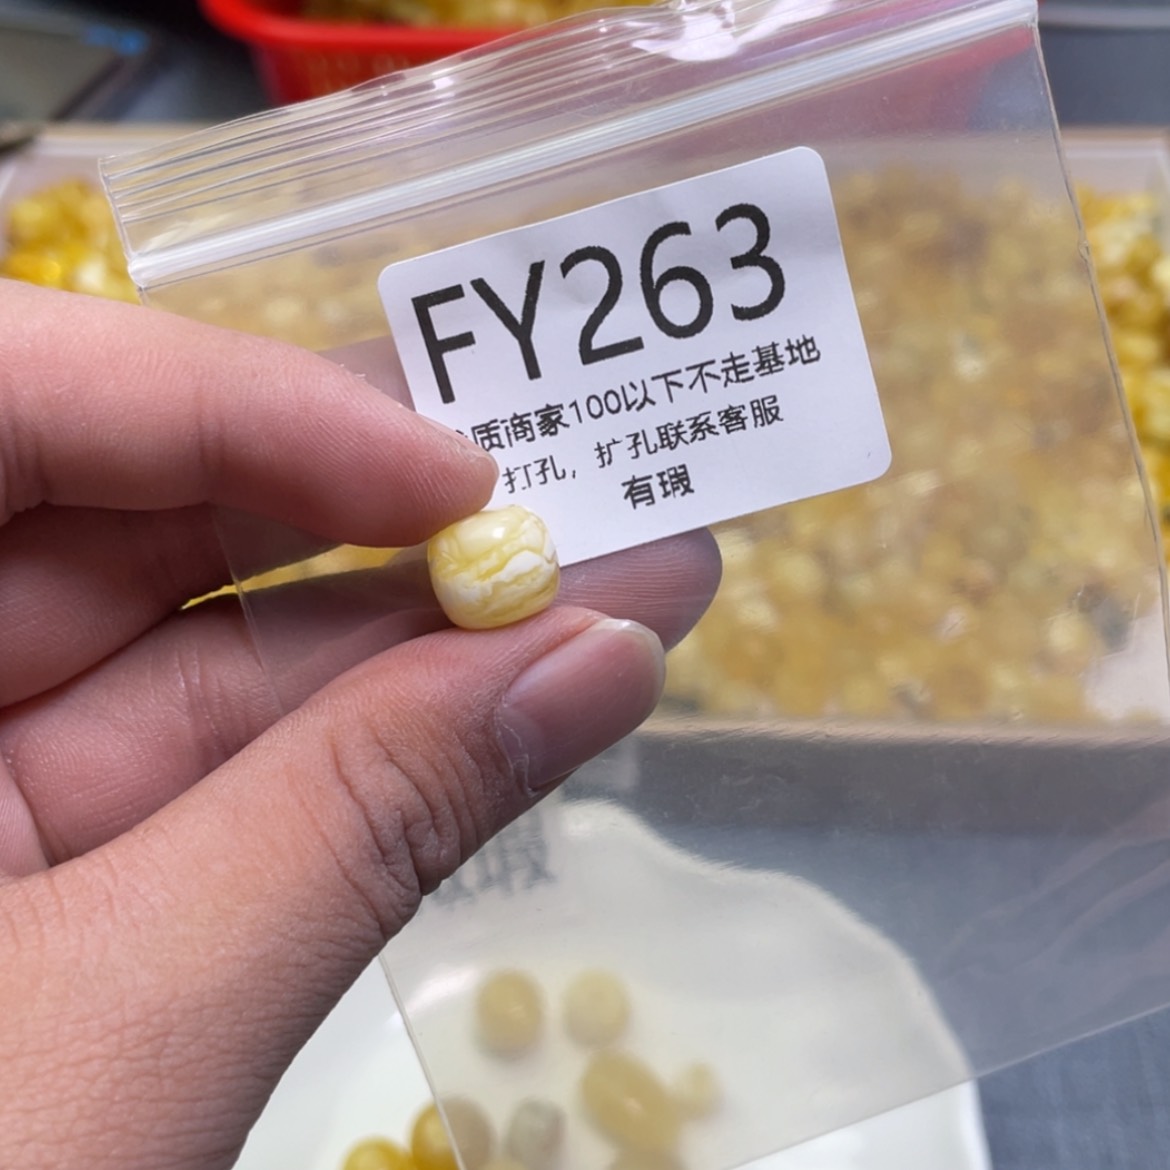 FY263
质商家100以下不走基地
打孔，扩孔联系客服
有瑕